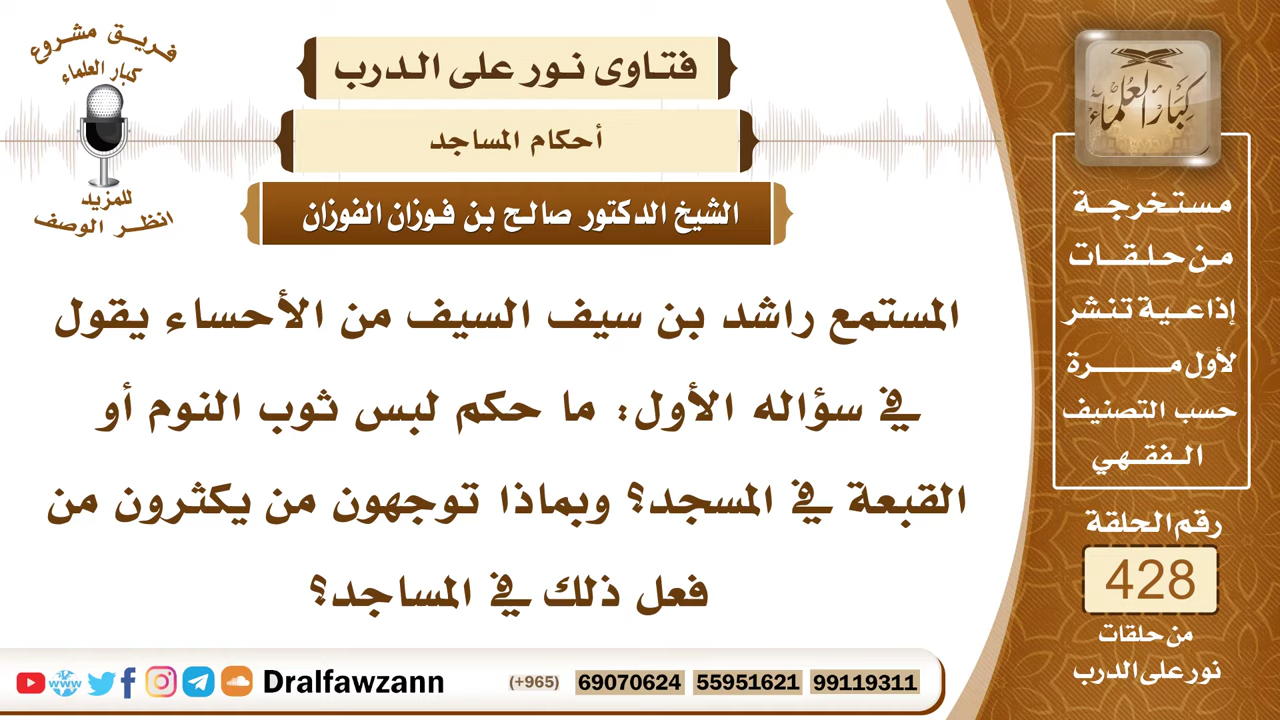 فريق مشروع
كبار العلماء
للمزيد
انظر الوصف
فتاوى نور على الدرب
أحكام المساجد
الشيخ الدكتور صالح بن فوزان الفوزان
المستمع راشد بن سيف السيف من الأحساء يقول
في سؤاله الأول: ما حكم لبس ثوب النوم أو
القبعة في المسجد؟ وبماذا توجهون من يكثرون من
فعل ذلك في المساجد؟
كبار العلماء
مستخرجة
من حلقات
إذاعية تنشر
لأول مرة
حسب التصنيف
الفقهي
رقم الحلقة
428
من حلقات
نور على الدرب
www
Dralfawzann
(+965) 69070624 55951621 99119311